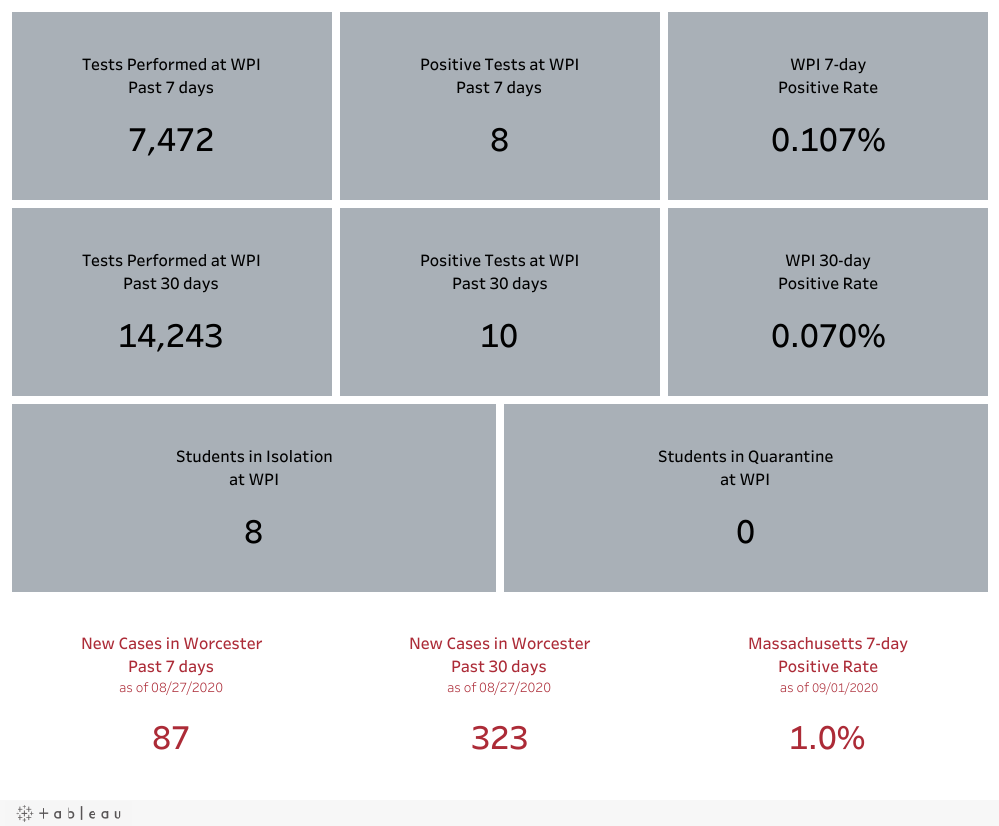 Tests Performed at WPI
Past 7 days
7,472
Positive Tests at WPI
Past 7 days
8
WPI 7-day
Positive Rate
0.107%
Tests Performed at WPI
Past 30 days
14,243
Positive Tests at WPI
Past 30 days
10
WPI 30-day
Positive Rate
0.070%
Students in Isolation
at WPI
8
Students in Quarantine
at WPI
0
New Cases in Worcester
Past 7 days
as of 08/27/2020
87
New Cases in Worcester
Past 30 days
as of 08/27/2020
323
Massachusetts 7-day
Positive Rate
as of 09/01/2020
1.0%
+ableau